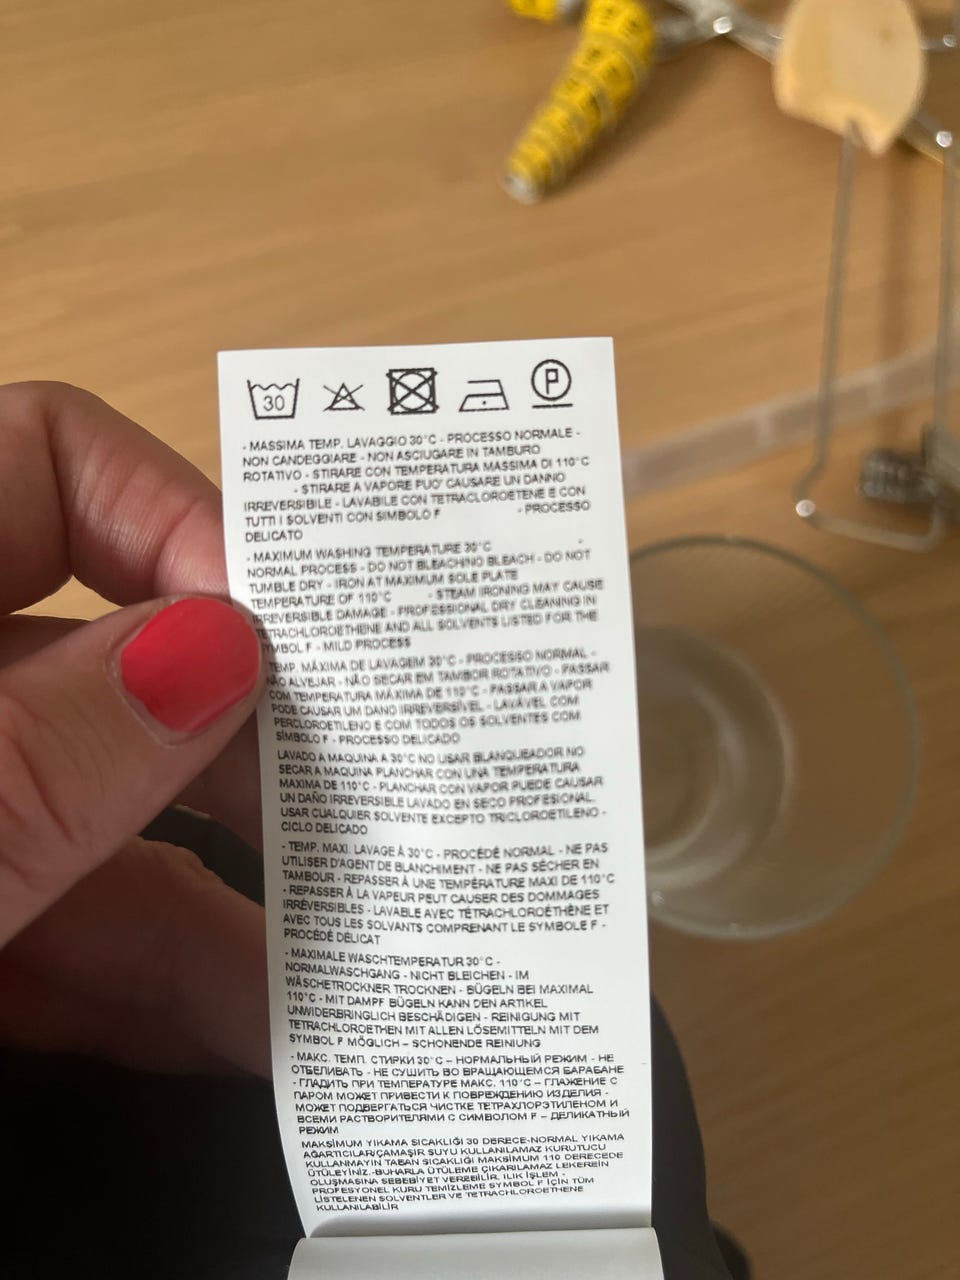 30
P
- MASSIMA TEMP. LAVAGGIO 30°C - PROCESSO NORMALE -
NON CANDEGGIARE - NON ASCIUGARE IN TAMBURO
ROTATIVO - STIRARE CON TEMPERATURA MASSIMA DI 110°C
- STIRARE A VAPORE PUO' CAUSARE UN DANNO
IRREVERSIBILE - LAVABILE CON TETRACLOROETENE E CON
TUTTI I SOLVENTI CON SIMBOLO F - PROCESSO
DELICATO
- MAXIMUM WASHING TEMPERATURE 30°C -
NORMAL PROCESS - DO NOT BLEACHING BLEACH - DO NOT
TUMBLE DRY - IRON AT MAXIMUM SOLE PLATE
TEMPERATURE OF 110°C - STEAM IRONING MAY CAUSE
IRREVERSIBLE DAMAGE - PROFESSIONAL DRY CLEANING IN
TETRACHLOROETHENE AND ALL SOLVENTS LISTED FOR THE
YMBOL F - MILD PROCESS
TEMP. MÁXIMA DE LAVAGEM 30°C - PROCESSO NORMAL -
NÃO ALVEJAR - NÃO SECAR EM TAMBOR ROTATIVO - PASSAR
COM TEMPERATURA MÁXIMA DE 110°C - PASSAR A VAPOR
PODE CAUSAR UM DANO IRREVERSÍVEL - LAVÁVEL COM
PERCLOROETILENO E COM TODOS OS SOLVENTES COM
SÍMBOLO F - PROCESSO DELICADO
LAVADO A MAQUINA A 30°C NO USAR BLANQUEADOR NO
SECAR A MAQUINA PLANCHAR CON UNA TEMPERATURA
MAXIMA DE 110°C - PLANCHAR CON VAPOR PUEDE CAUSAR
UN DAÑO IRREVERSIBLE LAVADO EN SECO PROFESIONAL.
USAR CUALQUIER SOLVENTE EXCEPTO TRICLOROETILENO -
CICLO DELICADO
- TEMP. MAXI. LAVAGE À 30°C - PROCÉDÉ NORMAL - NE PAS
UTILISER D'AGENT DE BLANCHIMENT - NE PAS SÉCHER EN
TAMBOUR - REPASSER À UNE TEMPÉRATURE MAXI DE 110°C
- REPASSER À LA VAPEUR PEUT CAUSER DES DOMMAGES
IRRÉVERSIBLES - LAVABLE AVEC TÉTRACHLOROÉTHÈNE ET
AVEC TOUS LES SOLVANTS COMPRENANT LE SYMBOLE F -
PROCÉDÉ DÉLICAT
- MAXIMALE WASCHTEMPERATUR 30°C -
NORMALWASCHGANG - NICHT BLEICHEN - IM
WÄSCHETROCKNER TROCKNEN - BÜGELN BEI MAXIMAL
110°C - MIT DAMPF BÜGELN KANN DEN ARTIKEL
UNWIDERBRINGLICH BESCHÄDIGEN - REINIGUNG MIT
TETRACHLOROETHEN MIT ALLEN LÖSEMITTELN MIT DEM
SYMBOL F MÖGLICH – SCHONENDE REINIUNG
- МАКС. ТЕМП. СТИРКИ 30°C – НОРМАЛЬНЫЙ РЕЖИМ - НЕ
ОТБЕЛИВАТЬ - НЕ СУШИТЬ ВО ВРАЩАЮЩЕМСЯ БАРАБАНЕ
- ГЛАДИТЬ ПРИ ТЕМПЕРАТУРЕ МАКС. 110°C – ГЛАЖЕНИЕ С
ПАРОМ МОЖЕТ ПРИВЕСТИ К ПОВРЕЖДЕНИЮ ИЗДЕЛИЯ -
МОЖЕТ ПОДВЕРГАТЬСЯ ЧИСТКЕ ТЕТРАХЛОРЭТИЛЕНОМ И
ВСЕМИ РАСТВОРИТЕЛЯМИ С СИМВОЛОМ F – ДЕЛИКАТНЫЙ
РЕЖИМ
MAKSİMUM YIKAMA SICAKLIĞI 30 DERECE-NORMAL YIKAMA
AĞARTICILAR/ÇAMAŞIR SUYU KULLANILAMAZ KURUTUCU
KULLANMAYIN TABAN SICAKLIĞI MAKSİMUM 110 DERECEDE
ÜTÜLEYİNİZ.-BUHARLA ÜTÜLEME ÇIKARILAMAZ LEKERELİN
OLUŞMASINA SEBEBİYET VEREBİLİR. ILIK İŞLEM -
PROFESYONEL KURU TEMİZLEME SYMBOL F İÇİN TÜM
LİSTELENEN SOLVENTLER VE TETRACHLOROETHENE
KULLANILABİLİR